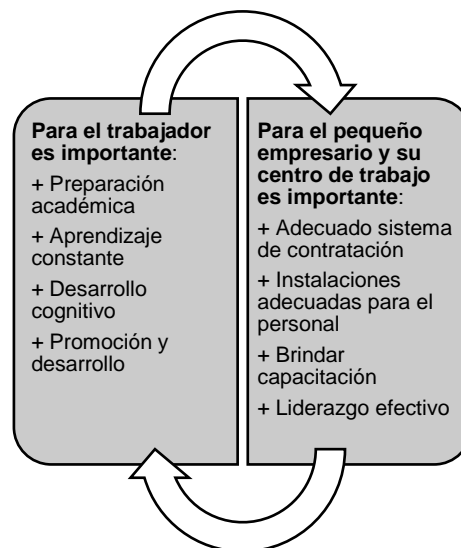 Para el trabajador
es importante:
+ Preparación
académica
+ Aprendizaje
constante
+ Desarrollo
cognitivo
+ Promoción y
desarrollo
Para el pequeño
empresario y su
centro de trabajo
es importante:
+ Adecuado sistema
de contratación
+ Instalaciones
adecuadas para el
personal
+ Brindar
capacitación
+ Liderazgo efectivo